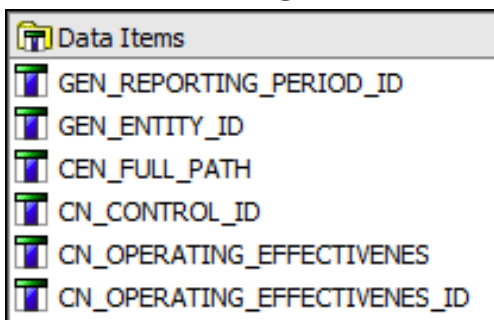 Data Items
GEN_REPORTING_PERIOD_ID
GEN_ENTITY_ID
CEN_FULL_PATH
CN_CONTROL_ID
CN_OPERATING_EFFECTIVENES
CN_OPERATING_EFFECTIVENES_ID